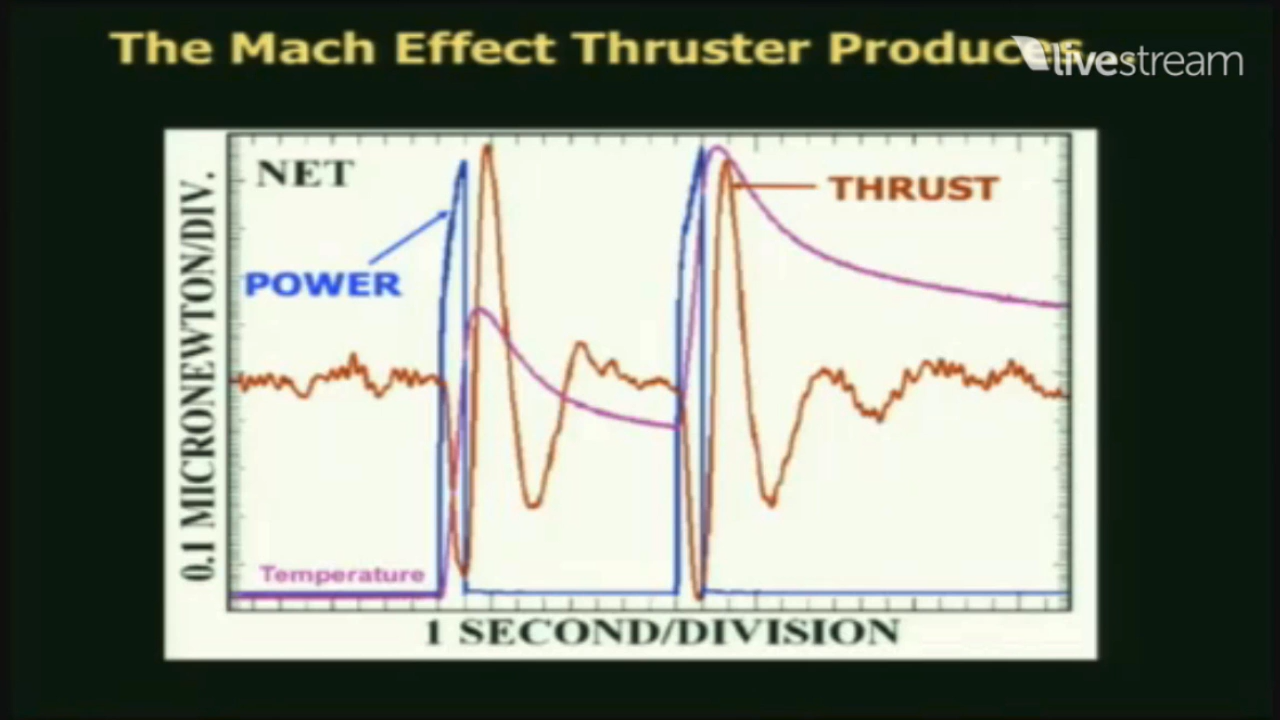 The Mach Effect Thruster Produces
livestream
NET
THRUST
POWER
0.1 MICRONEWTON/DIV.
Temperature
1 SECOND/DIVISION